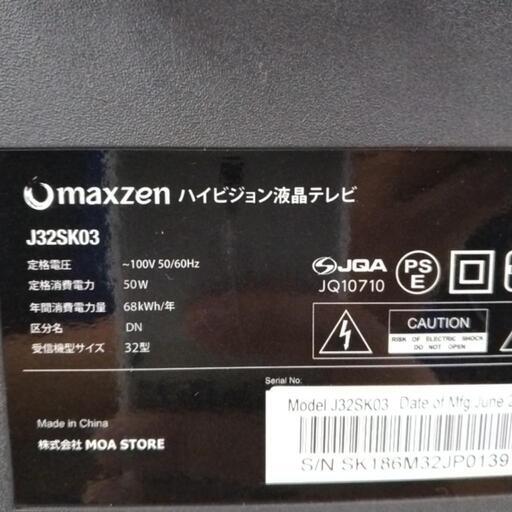 maxzen ハイビジョン液晶テレビ
J32SK03
定格電圧 ~100V 50/60Hz
定格消費電力 50W
年間消費電力量 68kWh/年
区分名 DN
受信機型サイズ 32型
JQA
JQ10710
PS
E
CAUTION
RISK OF ELECTRIC SHOCK
DO NOT OPEN
Serial No:
Model J32SK03 Date of Mfg June
S/N SK186M32JP0139
Made in China
株式会社 MOA STORE